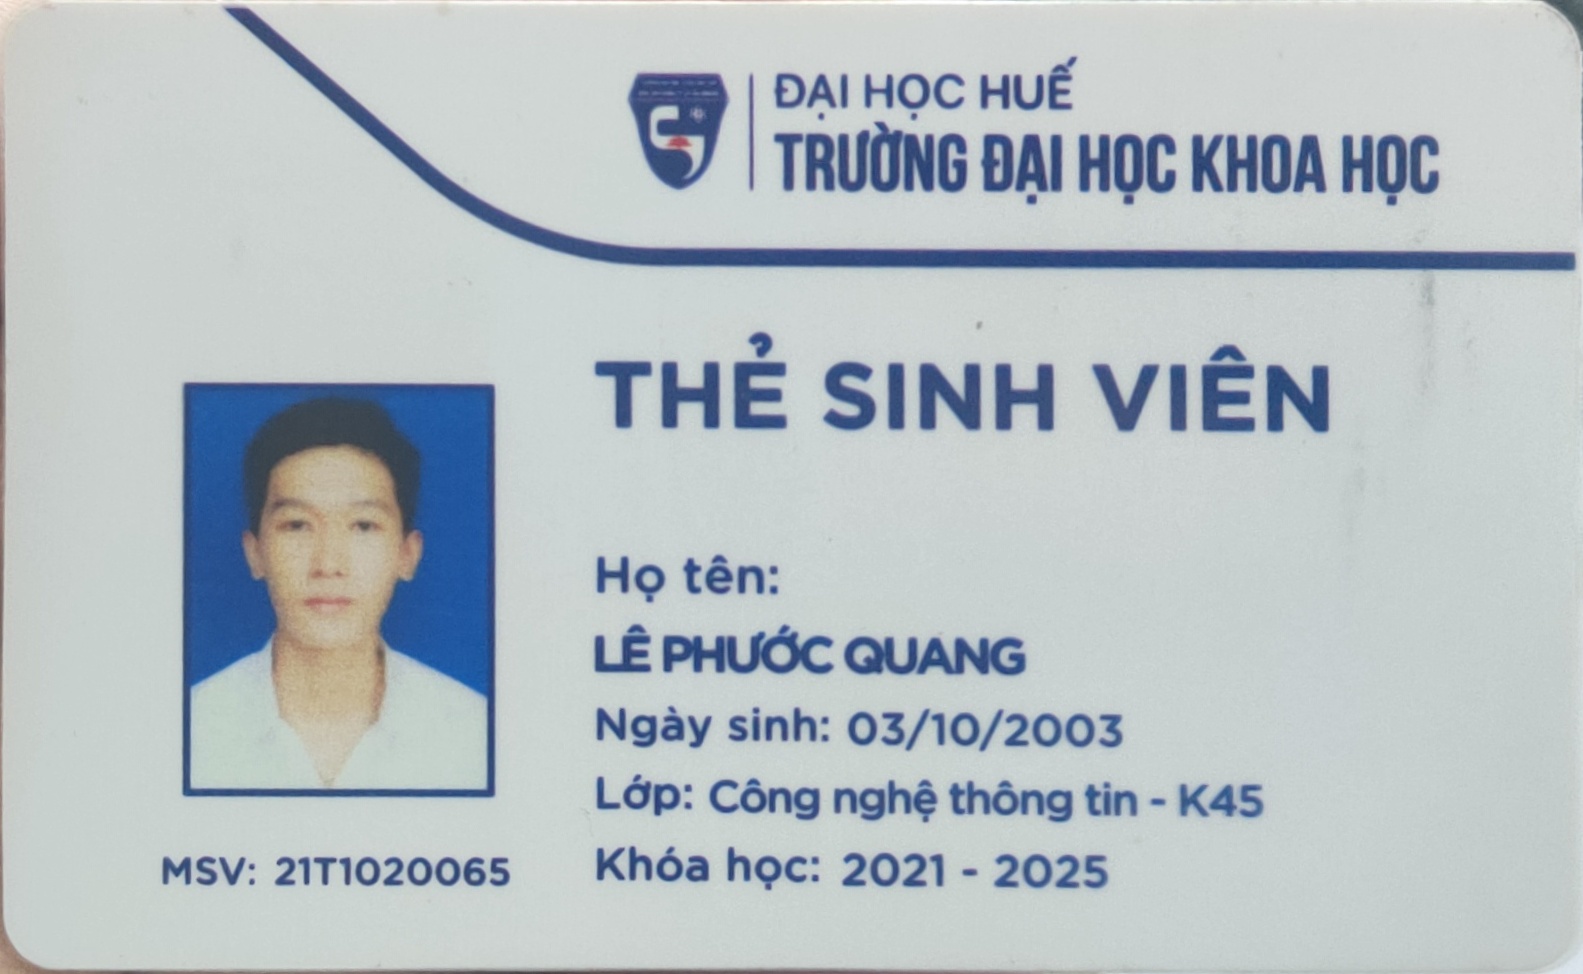 ĐẠI HỌC HUẾ
TRƯỜNG ĐẠI HỌC KHOA HỌC
THẺ SINH VIÊN
Họ tên:
LÊ PHƯỚC QUANG
Ngày sinh: 03/10/2003
Lớp: Công nghệ thông tin - K45
Khóa học: 2021 - 2025
MSV: 21T1020065